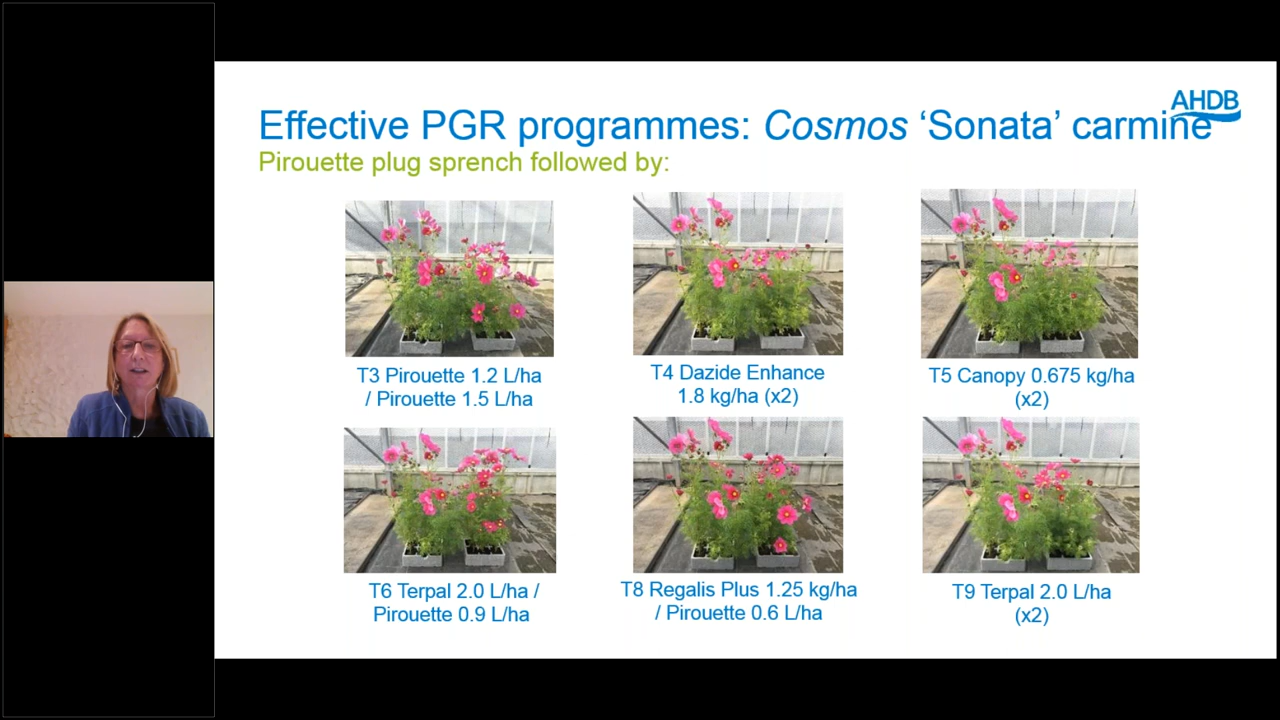 AHDB
Effective PGR programmes: Cosmos ‘Sonata’ carmine
Pirouette plug sprench followed by:
T3 Pirouette 1.2 L/ha
/ Pirouette 1.5 L/ha
T4 Dazide Enhance
1.8 kg/ha (x2)
T5 Canopy 0.675 kg/ha
(x2)
T6 Terpal 2.0 L/ha /
Pirouette 0.9 L/ha
T8 Regalis Plus 1.25 kg/ha
/ Pirouette 0.6 L/ha
T9 Terpal 2.0 L/ha
(x2)